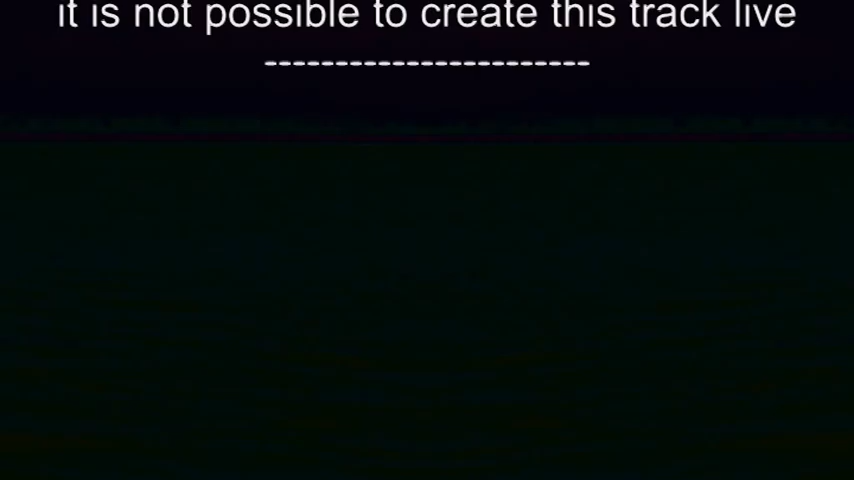 it is not possible to create this track live
-----------------------